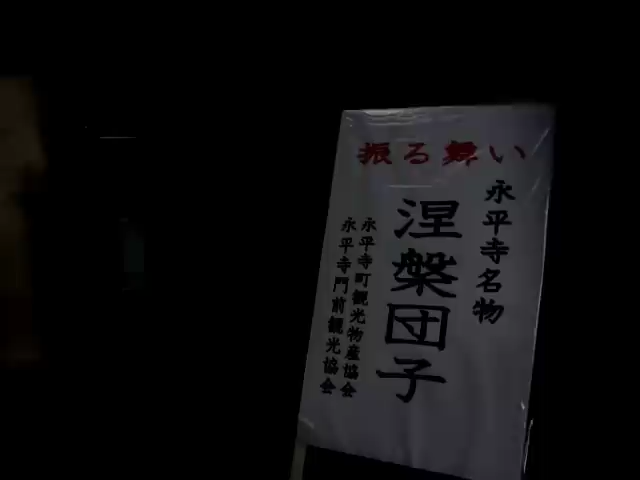 振る舞い
永平寺名物
涅槃団子
永平寺町観光物産協会
永平寺門前観光協会